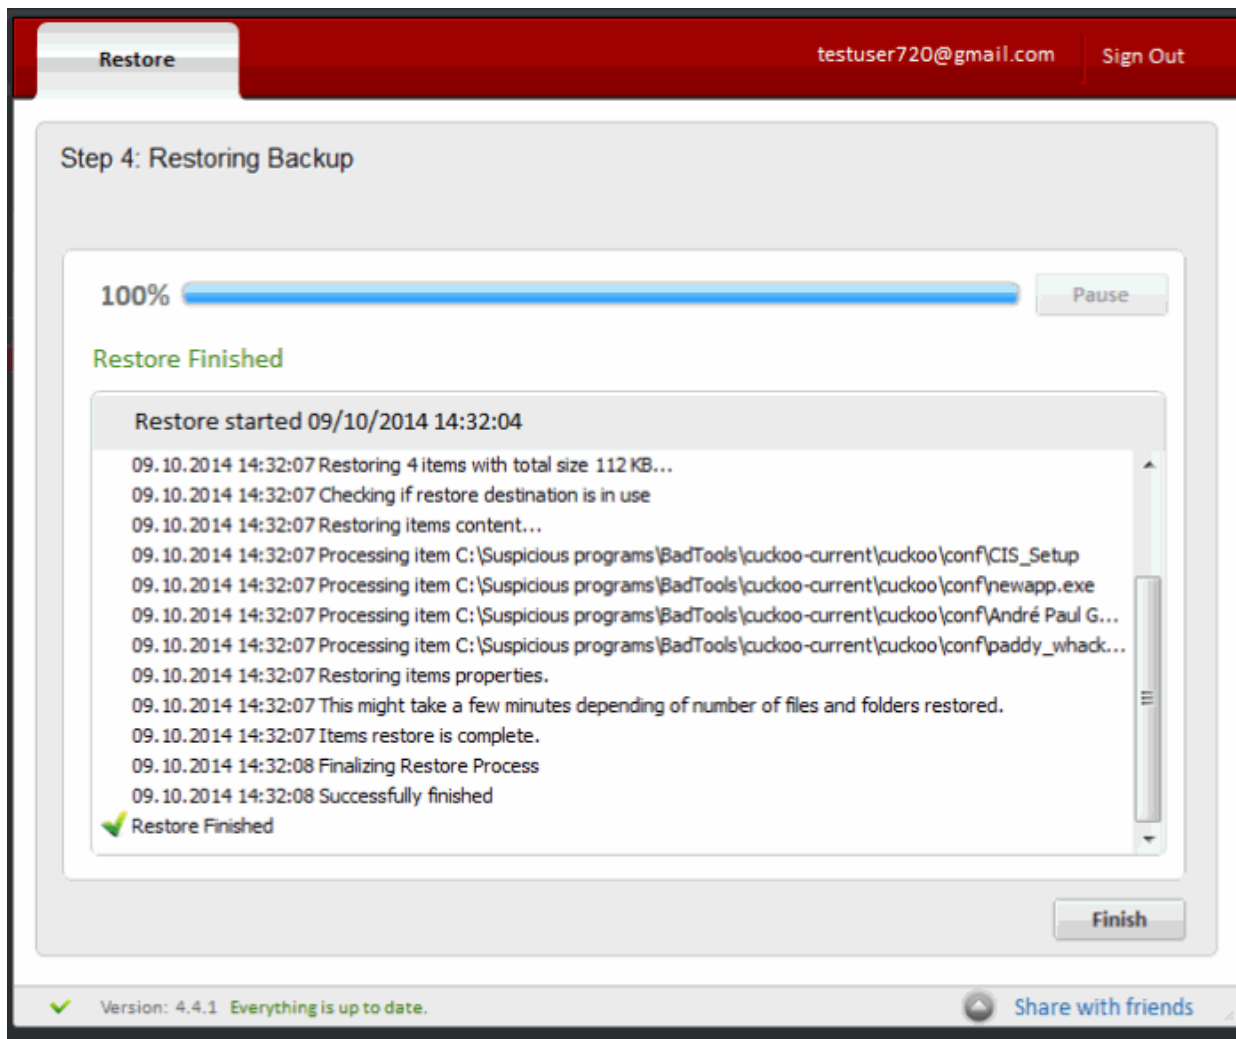 Restore
testuser720@gmail.com
Sign Out
Step 4: Restoring Backup
100%
Pause
Restore Finished
Restore started 09/10/2014 14:32:04
09.10.2014 14:32:07 Restoring 4 items with total size 112 KB...
09.10.2014 14:32:07 Checking if restore destination is in use
09.10.2014 14:32:07 Restoring items content...
09.10.2014 14:32:07 Processing item C:\Suspicious programs\BadTools\cuckoo-current\cuckoo\conf\CIS_Setup
09.10.2014 14:32:07 Processing item C:\Suspicious programs\BadTools\cuckoo-current\cuckoo\conf\newapp.exe
09.10.2014 14:32:07 Processing item C:\Suspicious programs\BadTools\cuckoo-current\cuckoo\conf\André Paul G...
09.10.2014 14:32:07 Processing item C:\Suspicious programs\BadTools\cuckoo-current\cuckoo\conf\paddy_whack...
09.10.2014 14:32:07 Restoring items properties.
09.10.2014 14:32:07 This might take a few minutes depending of number of files and folders restored.
09.10.2014 14:32:07 Items restore is complete.
09.10.2014 14:32:08 Finalizing Restore Process
09.10.2014 14:32:08 Successfully finished
Restore Finished
Finish
Version: 4.4.1 Everything is up to date.
Share with friends